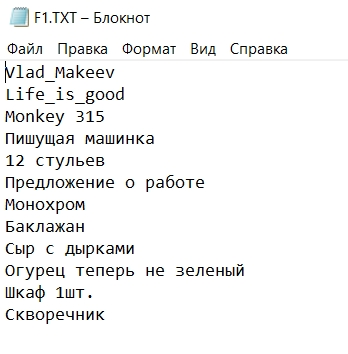 F1.TXT – Блокнот
Файл Правка Формат Вид Справка
Vlad_Makeev
Life_is_good
Monkey 315
Пишущая машинка
12 стульев
Предложение о работе
Монохром
Баклажан
Сыр с дырками
Огурец теперь не зеленый
Шкаф 1шт.
Скворечник